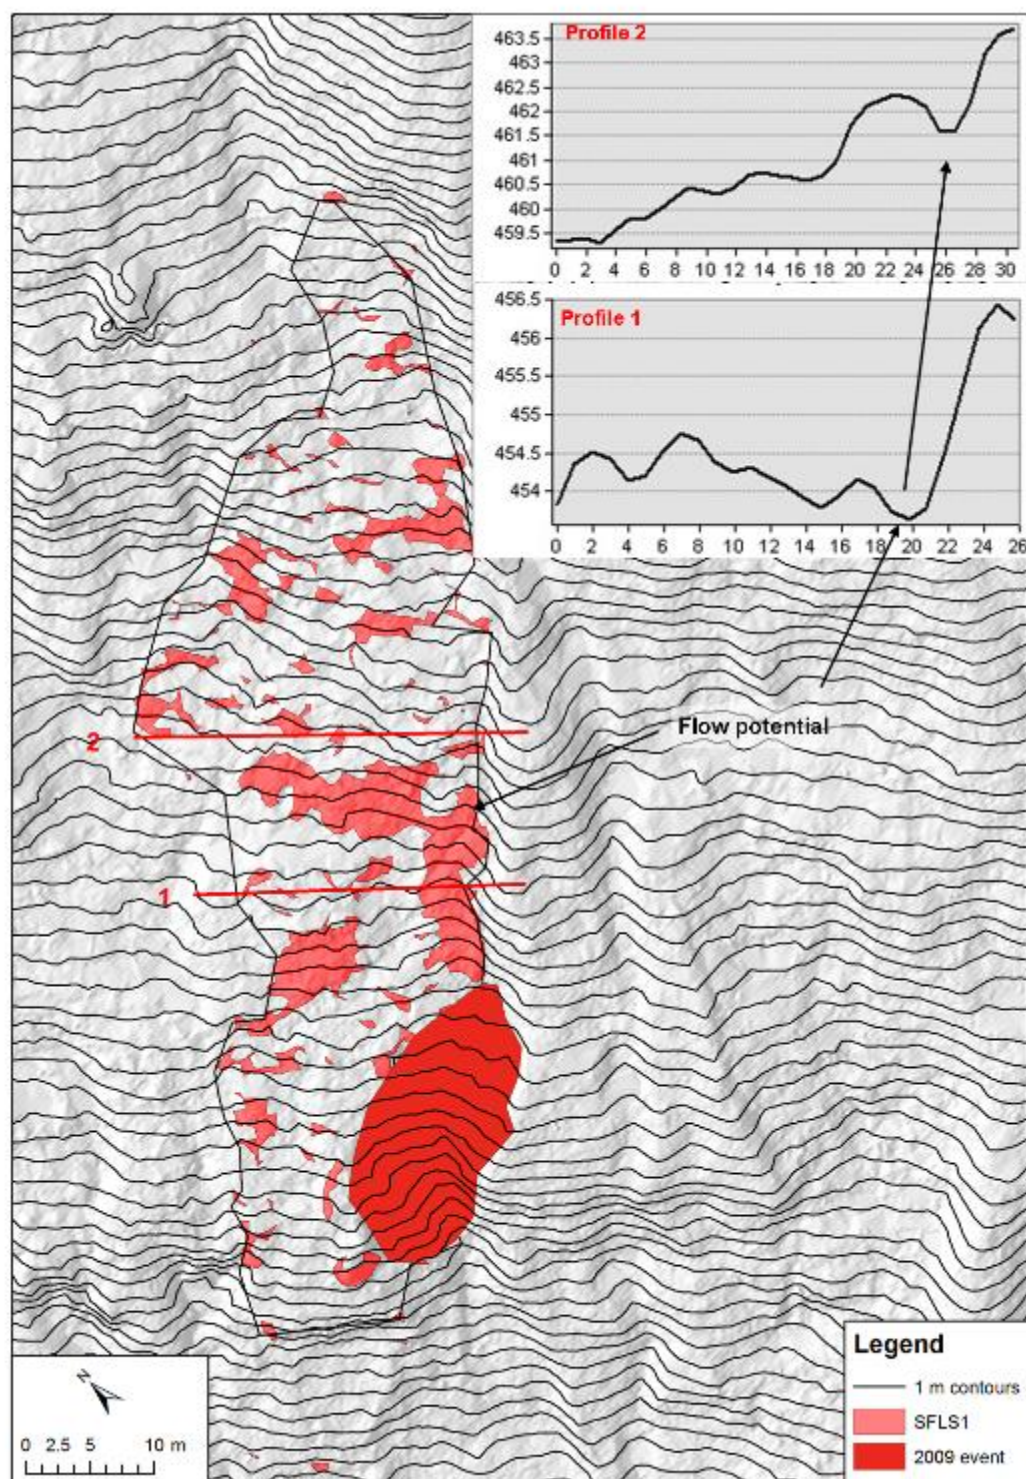 Profile 2
463.5
463
462.5
462
461.5
461
460.5
460
459.5
0 2 4 6 8 10 12 14 16 18 20 22 24 26 28 30
Profile 1
456.5
456
455.5
455
454.5
454
0 2 4 6 8 10 12 14 16 18 20 22 24 26
Flow potential
2
1
N
0 2.5 5 10 m
Legend
1 m contours
SFLS1
2009 event